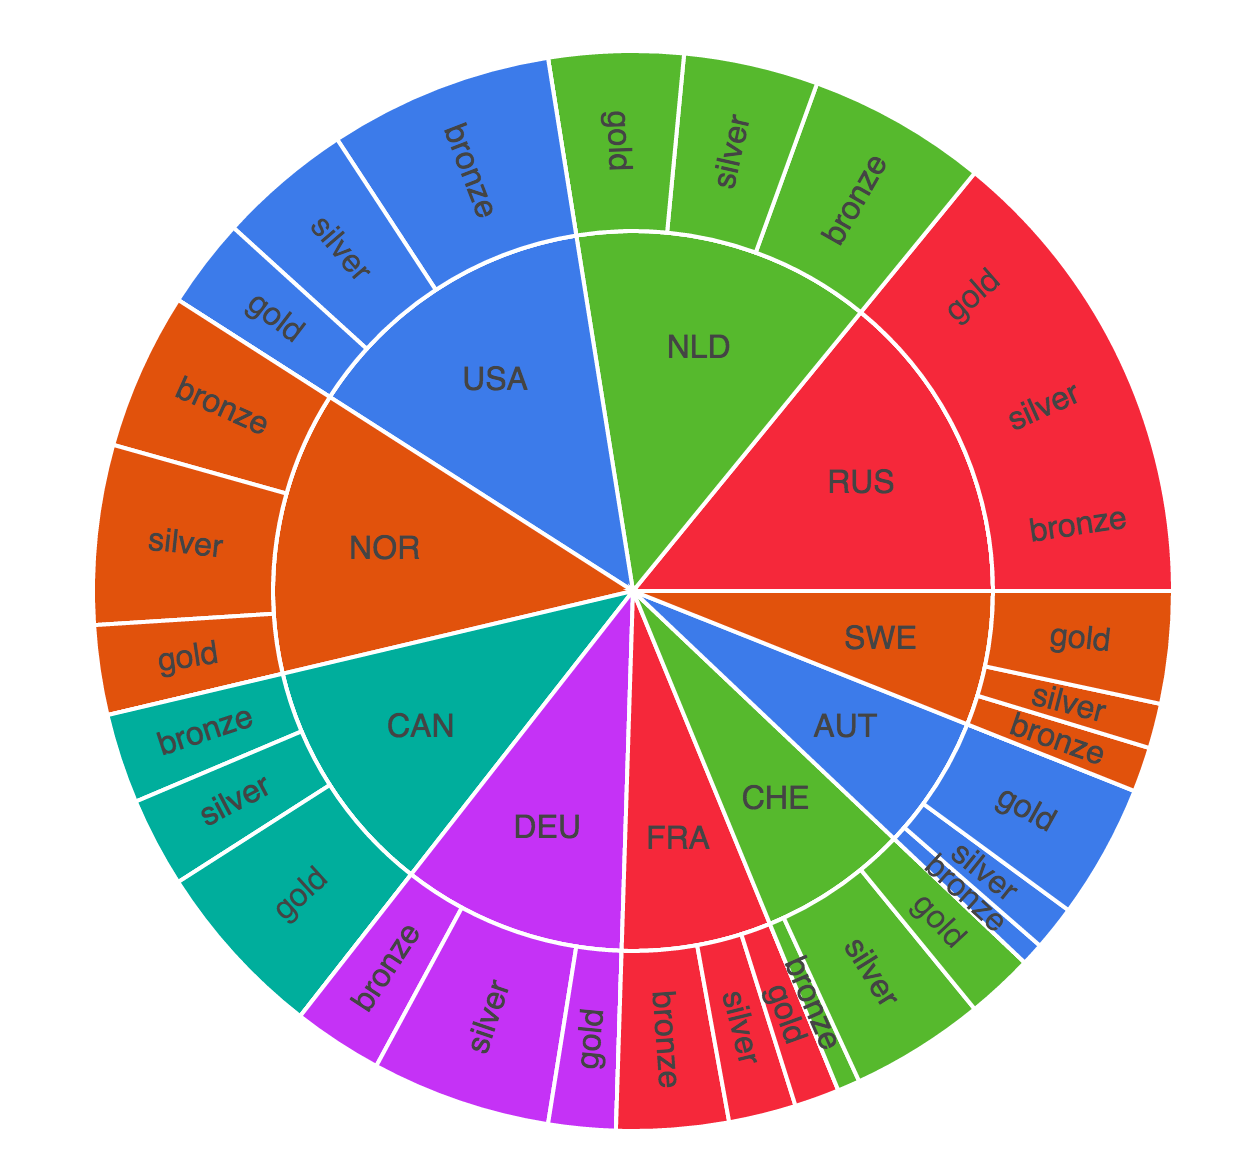 gold
silver
bronze
bronze
silver
gold
NLD
USA
gold
silver
bronze
RUS
bronze
silver
gold
NOR
SWE
gold
silver
bronze
CAN
AUT
gold
silver
bronze
bronze
silver
gold
DEU
FRA
CHE
gold
silver
bronze
bronze
silver
gold
bronze
silver
gold